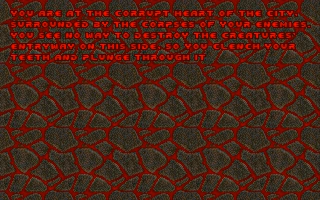 YOU ARE AT THE CORRUPT HEART OF THE CITY,
SURROUNDED BY THE CORPSES OF YOUR ENEMIES.
YOU SEE NO WAY TO DESTROY THE CREATURES'
ENTRYWAY ON THIS SIDE, SO YOU CLENCH YOUR
TEETH AND PLUNGE THROUGH IT